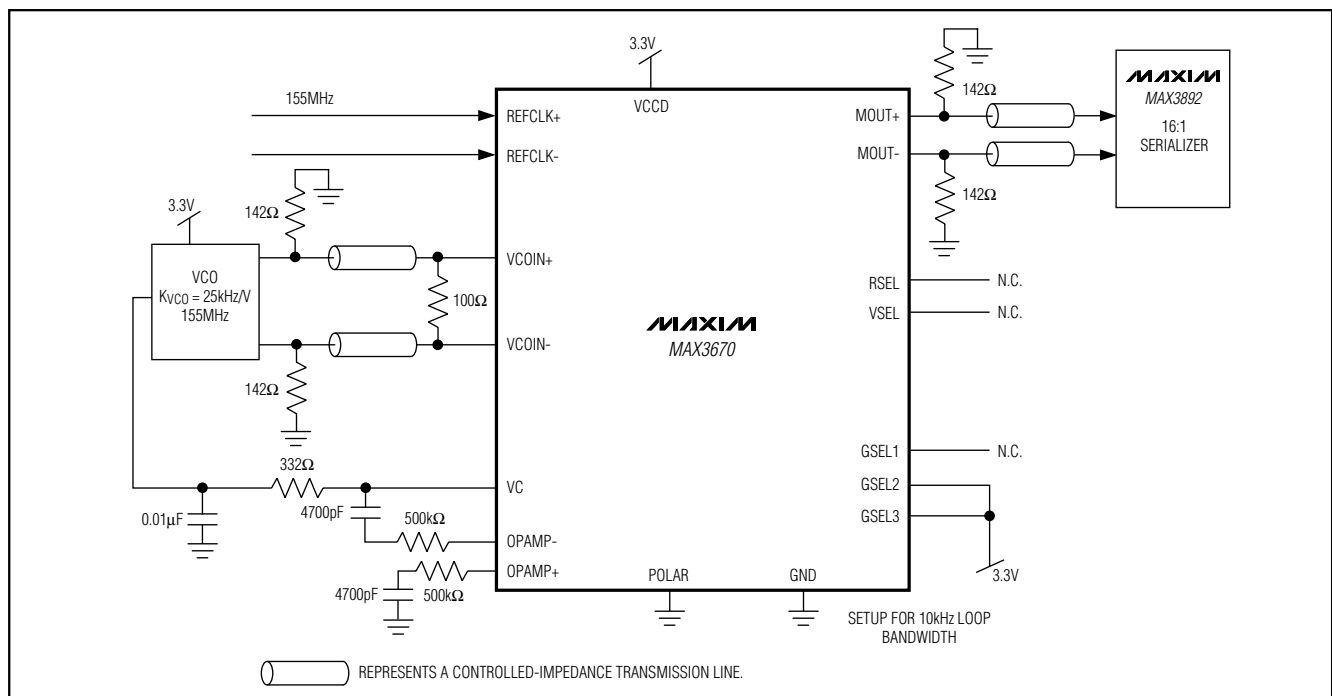 3.3V
155MHz
REFCLK+
REFCLK-
VCCD
MOUT+
MOUT-
142Ω
MAXIM
MAX3892
16:1
SERIALIZER
142Ω
3.3V
142Ω
VCO
KVCO = 25kHz/V
155MHz
VCOIN+
100Ω
VCOIN-
142Ω
MAXIM
MAX3670
RSEL
N.C.
VSEL
N.C.
332Ω
VC
0.01µF
4700pF
500kΩ
OPAMP-
OPAMP+
4700pF
500kΩ
GSEL1
N.C.
GSEL2
GSEL3
3.3V
POLAR
GND
SETUP FOR 10kHz LOOP
BANDWIDTH
REPRESENTS A CONTROLLED-IMPEDANCE TRANSMISSION LINE.